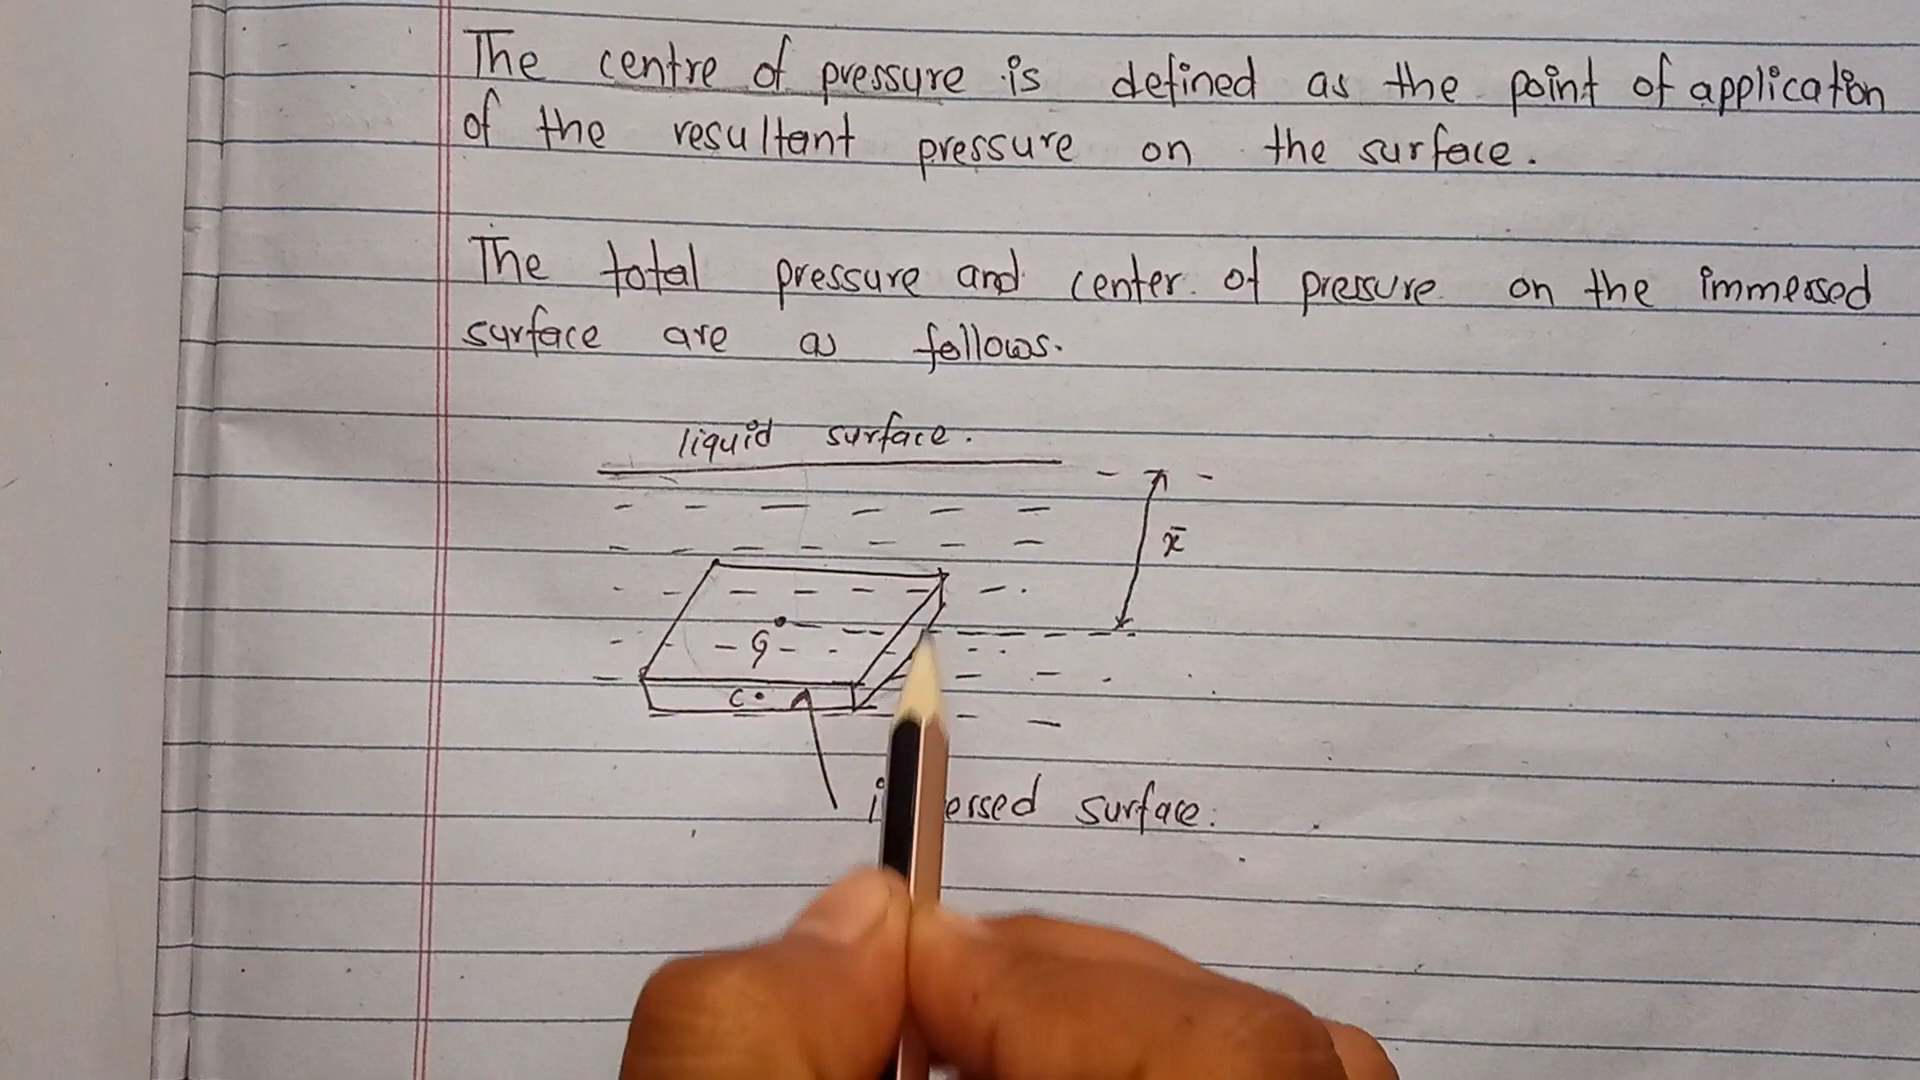 The centre of pressure is defined as the point of application
of the resultant pressure on the surface.
The total pressure and center of pressure on the immersed
surface are as follows.
liquid surface.
x̄
G
C
surface.